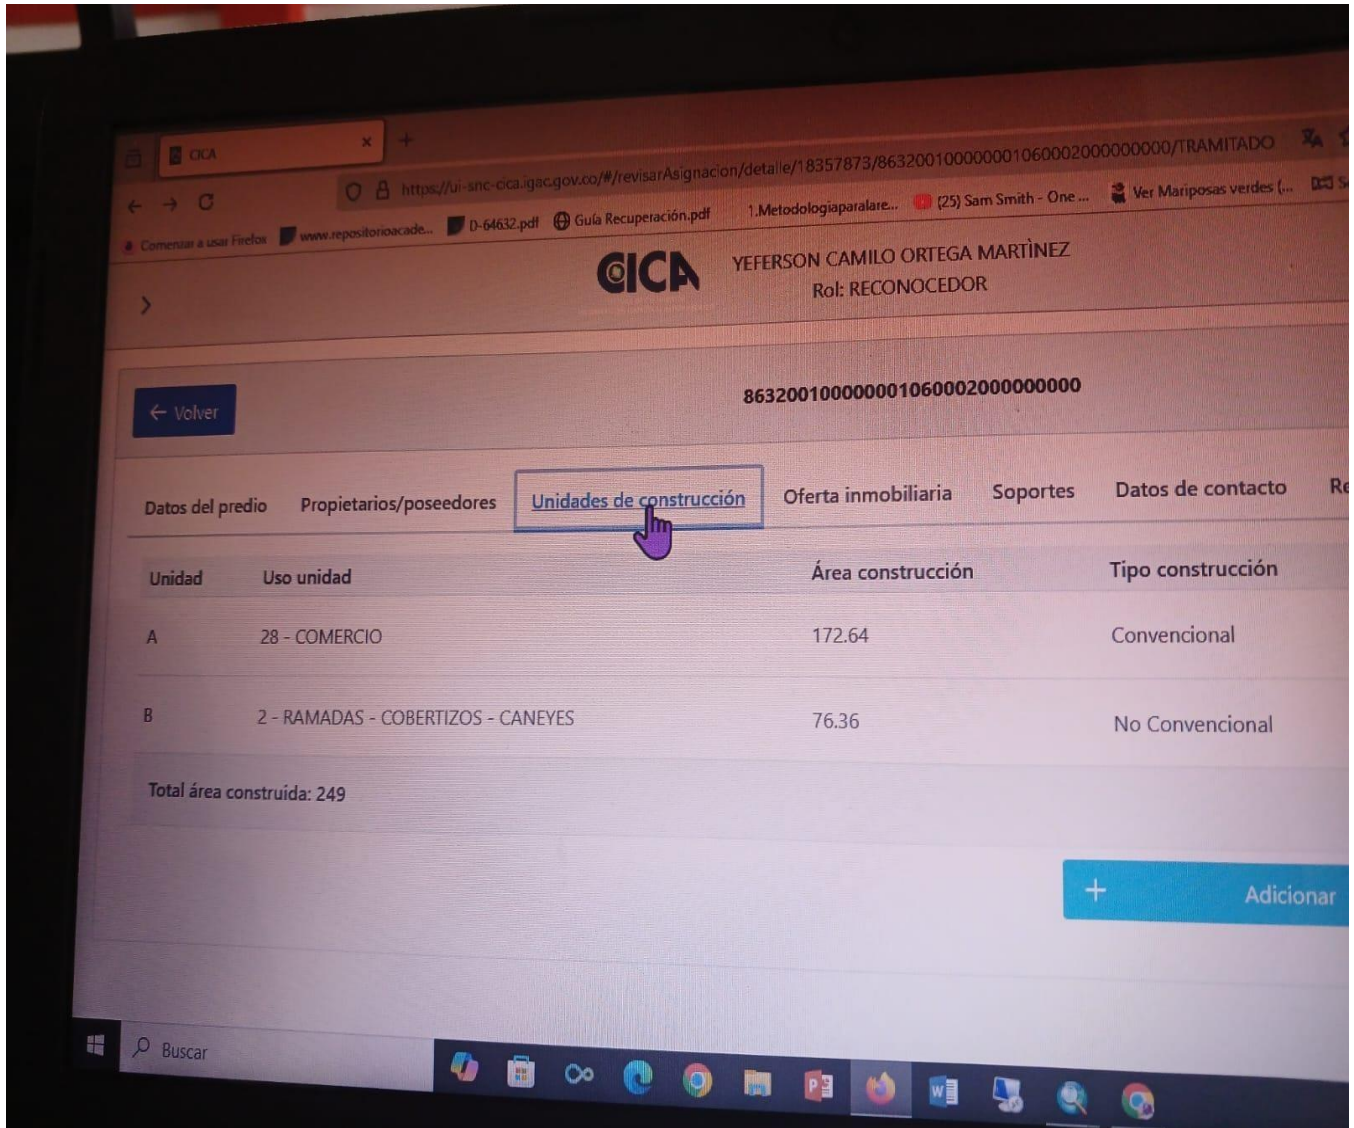 CICA
https://ui-snc-cica.igac.gov.co/#/revisarAsignacion/detalle/18357873/863200100000001060002000000000/TRAMITADO
Comenzar a usar Firefox www.repositorioacade... D-64632.pdf Guía Recuperación.pdf 1.Metodologiaparalare... (25) Sam Smith - One ... Ver Mariposas verdes (...
CICA
YEFERSON CAMILO ORTEGA MARTÌNEZ
Rol: RECONOCEDOR
← Volver
863200100000001060002000000000
Datos del predio Propietarios/poseedores Unidades de construcción Oferta inmobiliaria Soportes Datos de contacto Re
Unidad Uso unidad Área construcción Tipo construcción
A 28 - COMERCIO 172.64 Convencional
B 2 - RAMADAS - COBERTIZOS - CANEYES 76.36 No Convencional
Total área construida: 249
+ Adicionar
Buscar